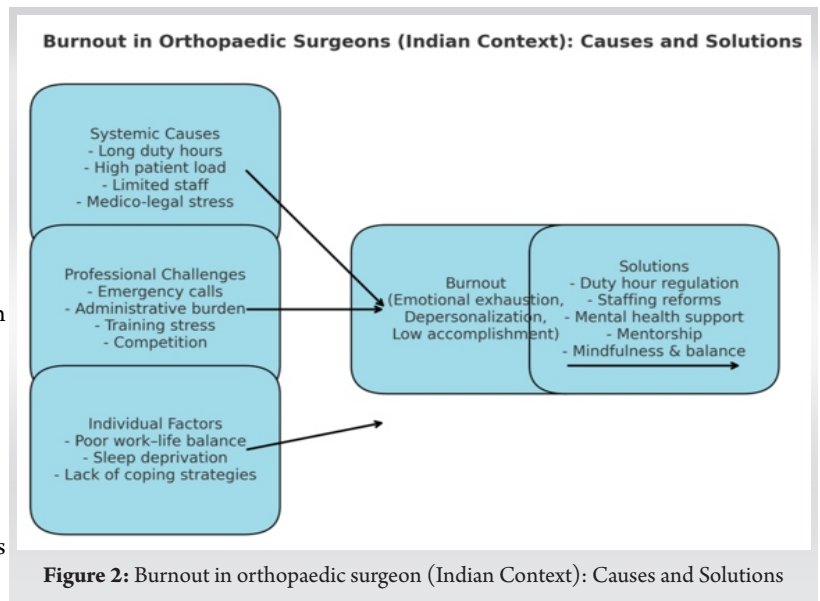 Burnout in Orthopaedic Surgeons (Indian Context): Causes and Solutions
Systemic Causes
- Long duty hours
- High patient load
- Limited staff
- Medico-legal stress
Professional Challenges
- Emergency calls
- Administrative burden
- Training stress
- Competition
Individual Factors
- Poor work–life balance
- Sleep deprivation
- Lack of coping strategies
Burnout
(Emotional exhaustion,
Depersonalization,
Low accomplishment)
Solutions
- Duty hour regulation
- Staffing reforms
- Mental health support
- Mentorship
- Mindfulness & balance
Figure 2: Burnout in orthopaedic surgeon (Indian Context): Causes and Solutions